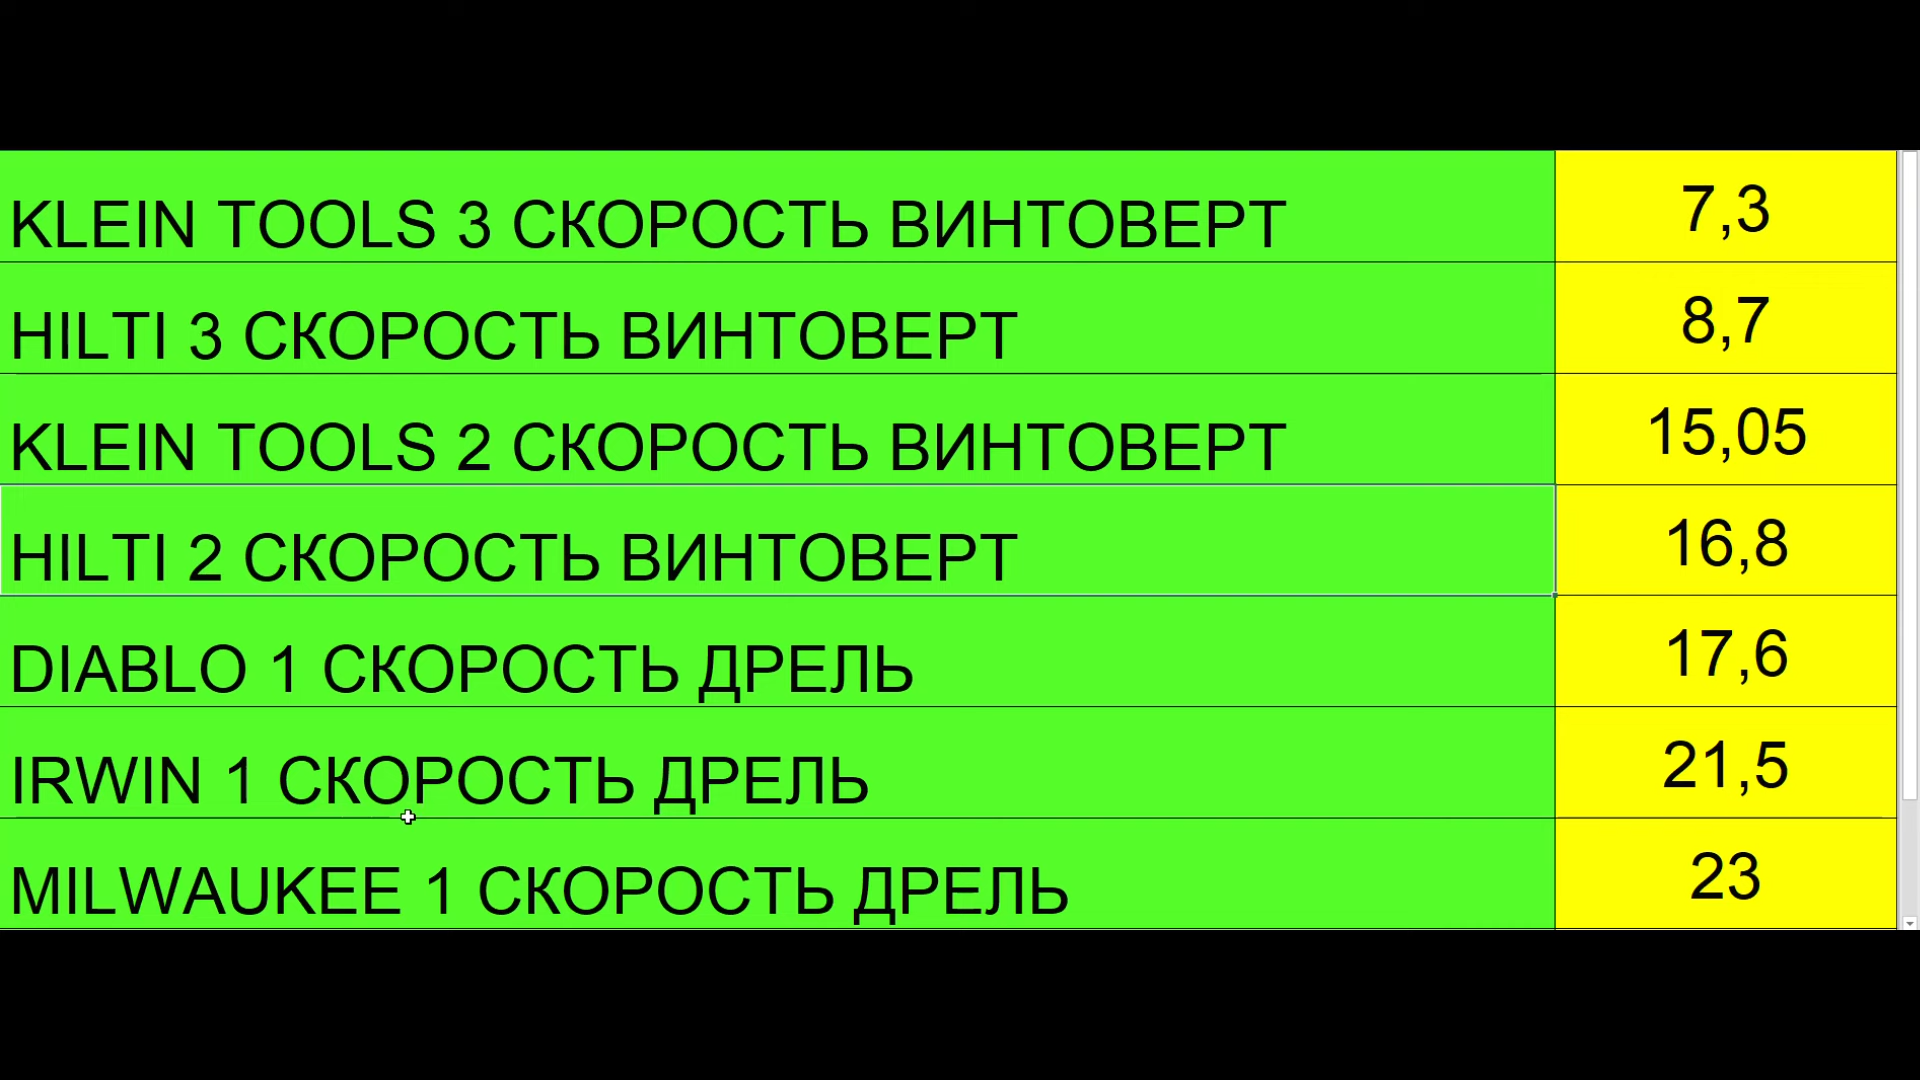 KLEIN TOOLS 3 СКОРОСТЬ ВИНТОВЕРТ 7,3
HILTI 3 СКОРОСТЬ ВИНТОВЕРТ 8,7
KLEIN TOOLS 2 СКОРОСТЬ ВИНТОВЕРТ 15,05
HILTI 2 СКОРОСТЬ ВИНТОВЕРТ 16,8
DIABLO 1 СКОРОСТЬ ДРЕЛЬ 17,6
IRWIN 1 СКОРОСТЬ ДРЕЛЬ 21,5
MILWAUKEE 1 СКОРОСТЬ ДРЕЛЬ 23